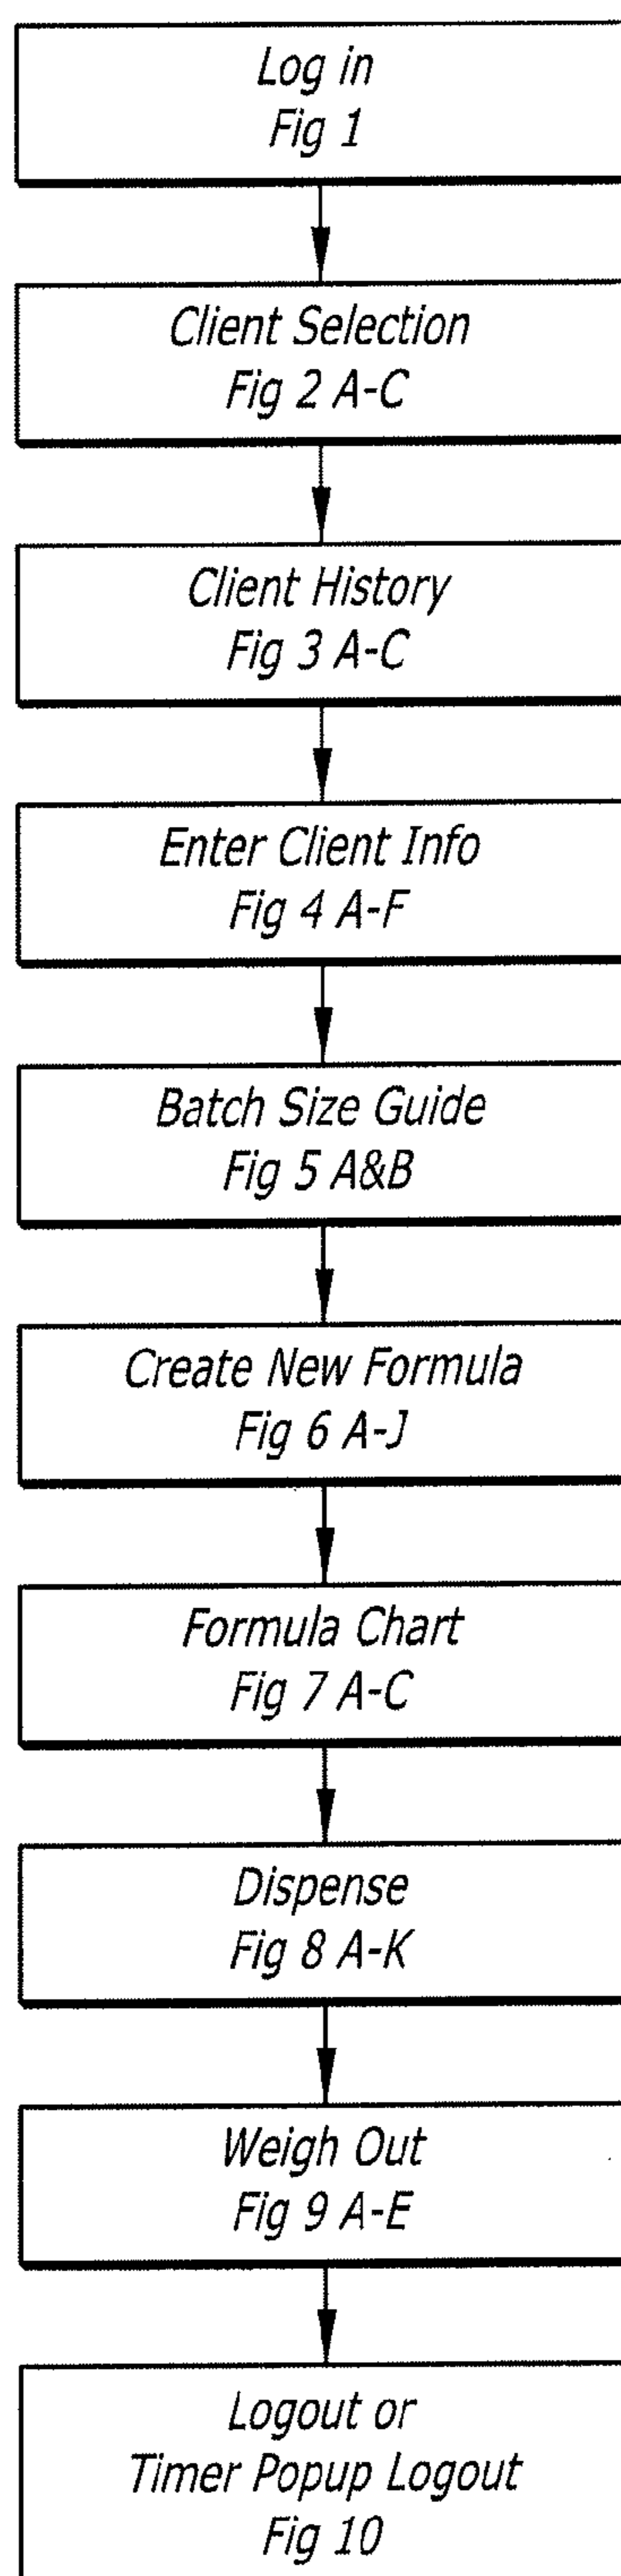 Log in
Fig 1
Client Selection
Fig 2 A-C
Client History
Fig 3 A-C
Enter Client Info
Fig 4 A-F
Batch Size Guide
Fig 5 A&B
Create New Formula
Fig 6 A-J
Formula Chart
Fig 7 A-C
Dispense
Fig 8 A-K
Weigh Out
Fig 9 A-E
Logout or
Timer Popup Logout
Fig 10